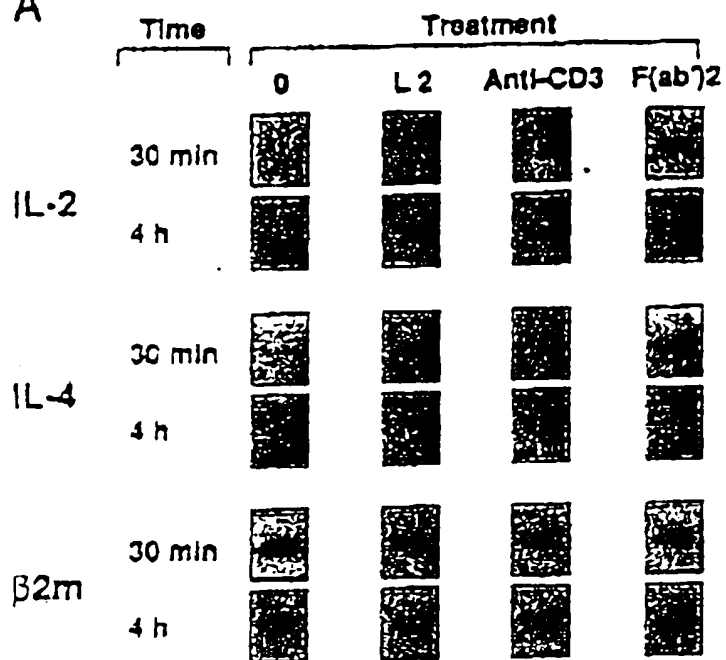 A
Time Treatment
0 L 2 Anti-CD3 F(ab')2
30 min
IL-2
4 h
30 min
IL-4
4 h
30 min
β2m
4 h